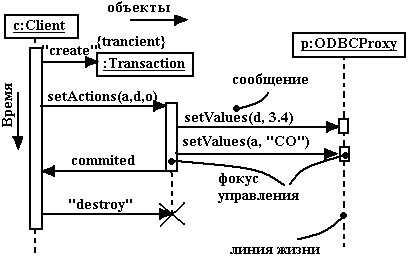 объекты
c:Client
p:ODBCProxy
"create"
{trancient}
:Transaction
сообщение
Время
setActions(a,d,o)
setValues(d, 3.4)
setValues(a, "CO")
commited
фокус
управления
"destroy"
линия жизни